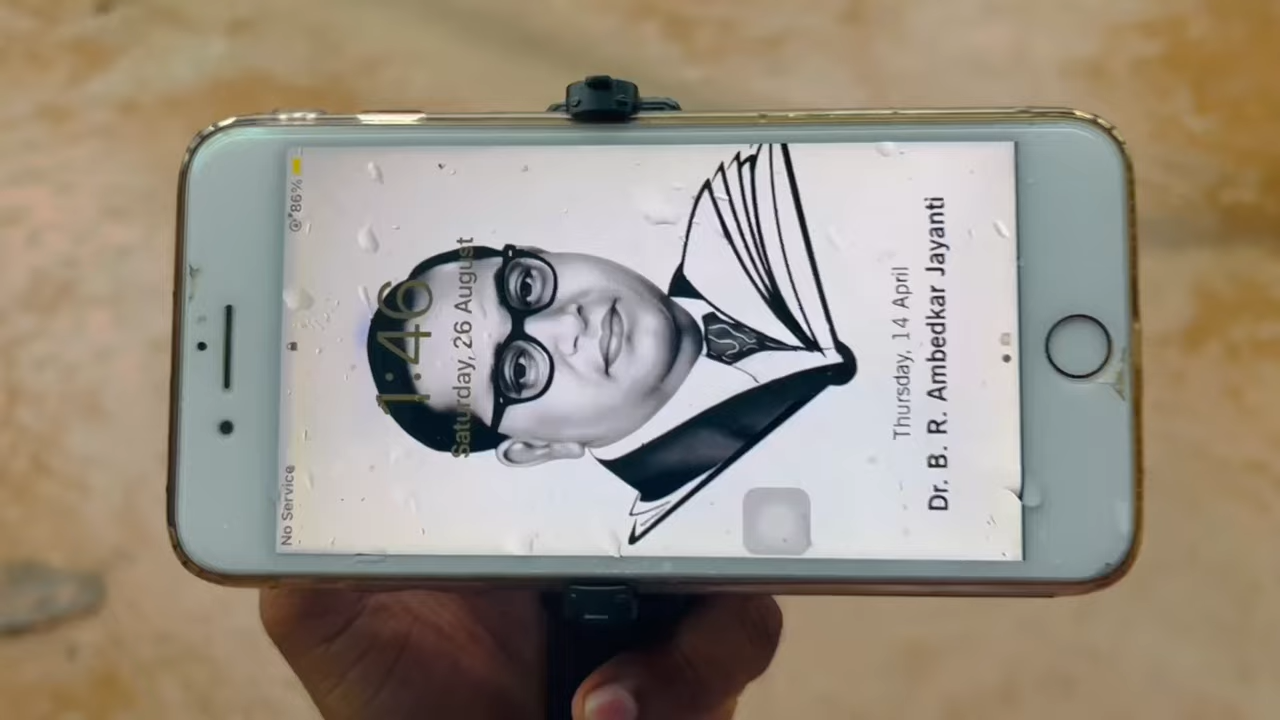 No Service
86%
1:46
Saturday, 26 August
Thursday, 14 April
Dr. B. R. Ambedkar Jayanti